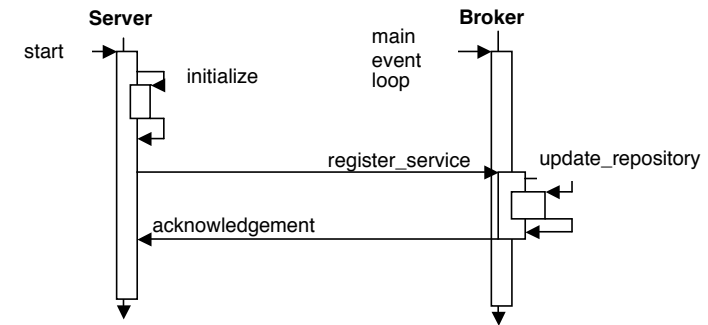 Server
Broker
start
main
event
loop
initialize
register_service
update_repository
acknowledgement